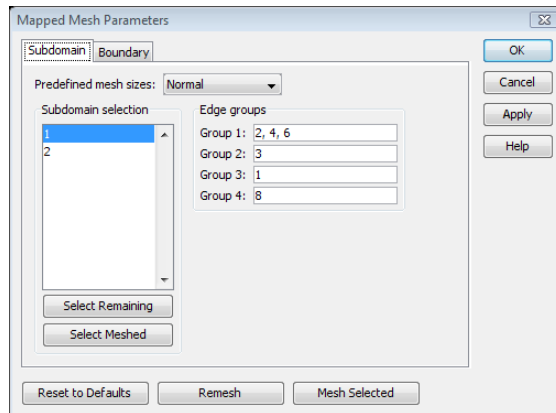 Mapped Mesh Parameters
Subdomain Boundary
Predefined mesh sizes: Normal
Subdomain selection
1
2
Select Remaining
Select Meshed
Edge groups
Group 1: 2, 4, 6
Group 2: 3
Group 3: 1
Group 4: 8
OK
Cancel
Apply
Help
Reset to Defaults Remesh Mesh Selected